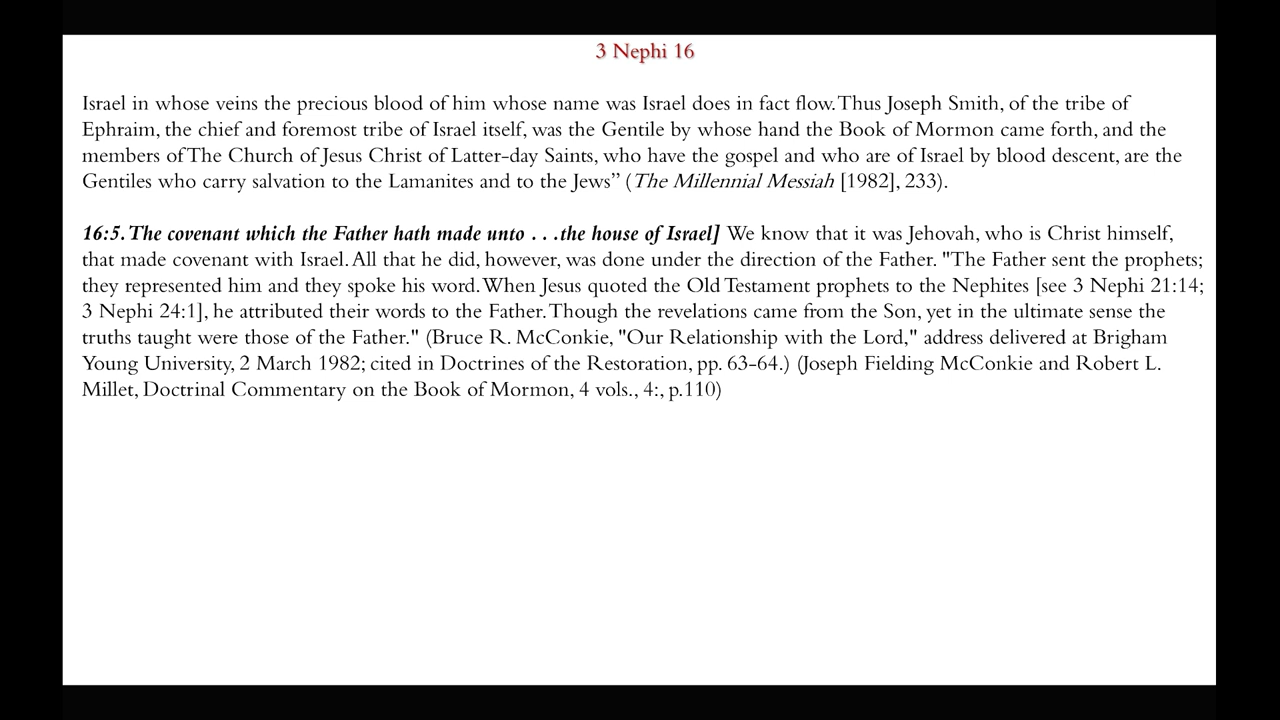 3 Nephi 16
Israel in whose veins the precious blood of him whose name was Israel does in fact flow. Thus Joseph Smith, of the tribe of
Ephraim, the chief and foremost tribe of Israel itself, was the Gentile by whose hand the Book of Mormon came forth, and the
members of The Church of Jesus Christ of Latter-day Saints, who have the gospel and who are of Israel by blood descent, are the
Gentiles who carry salvation to the Lamanites and to the Jews” (The Millennial Messiah [1982], 233).
16:5. The covenant which the Father hath made unto . . .the house of Israel] We know that it was Jehovah, who is Christ himself,
that made covenant with Israel. All that he did, however, was done under the direction of the Father. "The Father sent the prophets;
they represented him and they spoke his word. When Jesus quoted the Old Testament prophets to the Nephites [see 3 Nephi 21:14;
3 Nephi 24:1], he attributed their words to the Father. Though the revelations came from the Son, yet in the ultimate sense the
truths taught were those of the Father." (Bruce R. McConkie, "Our Relationship with the Lord," address delivered at Brigham
Young University, 2 March 1982; cited in Doctrines of the Restoration, pp. 63-64.) (Joseph Fielding McConkie and Robert L.
Millet, Doctrinal Commentary on the Book of Mormon, 4 vols., 4:, p.110)